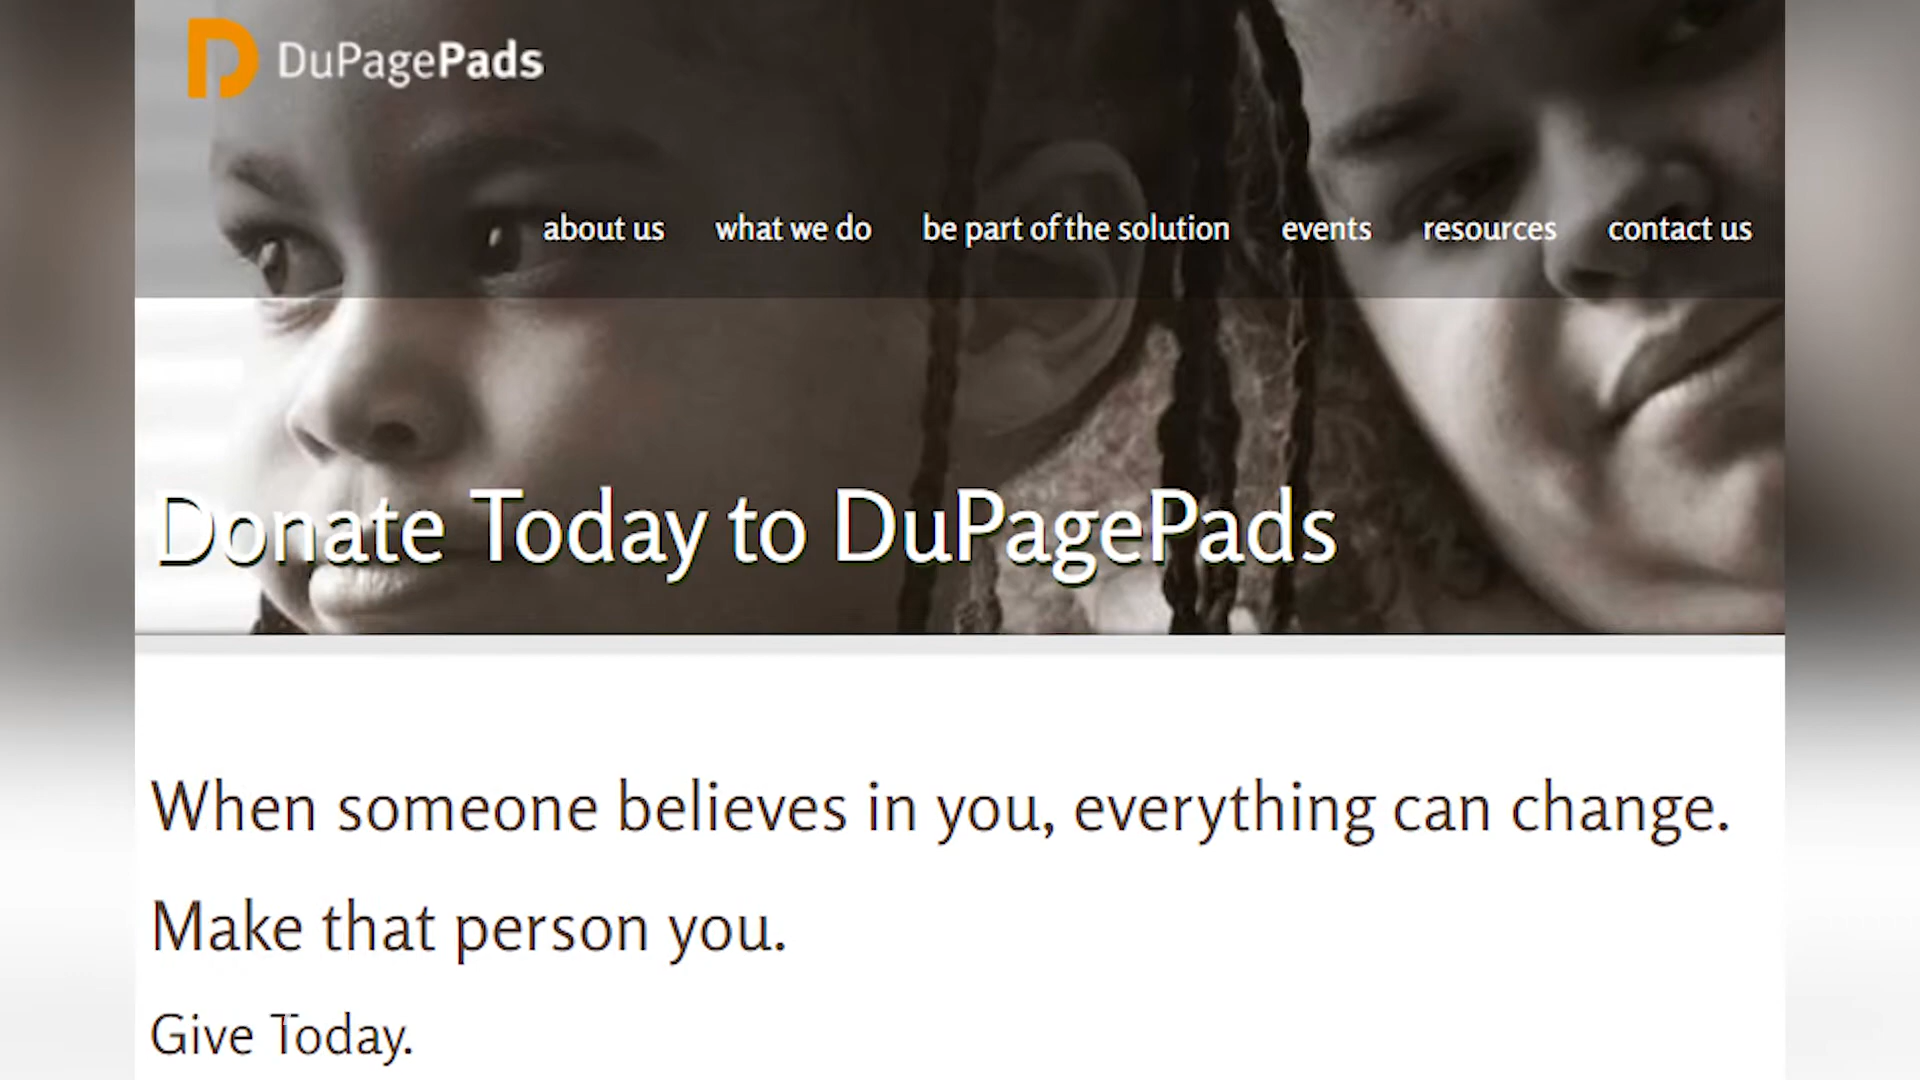 DuPagePads
about us what we do be part of the solution events resources contact us
Donate Today to DuPagePads
When someone believes in you, everything can change.
Make that person you.
Give Today.